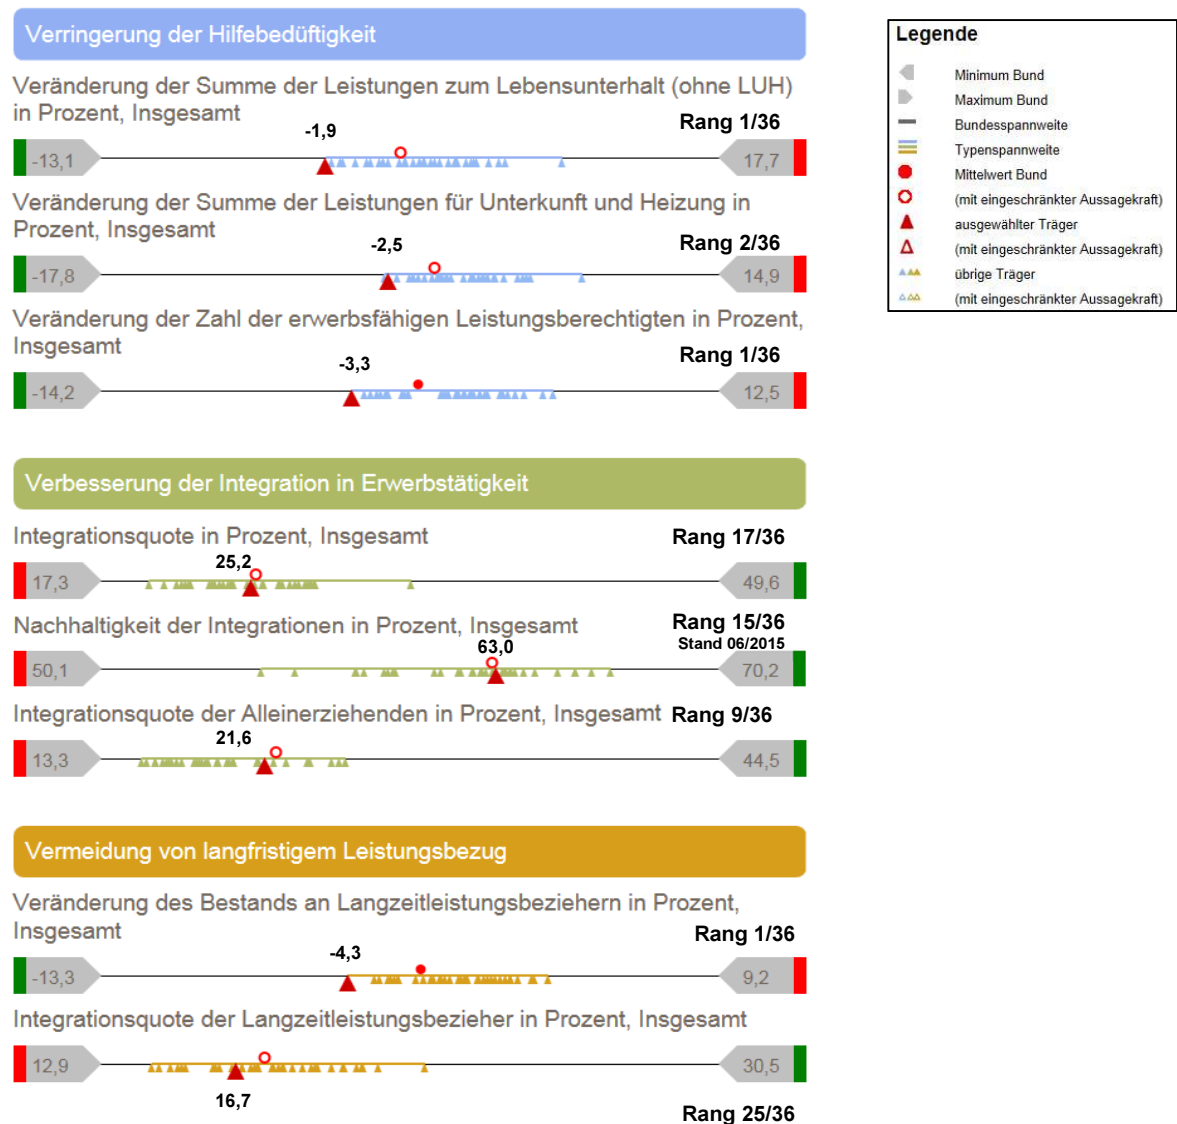 Verringerung der Hilfebedüftigkeit
Veränderung der Summe der Leistungen zum Lebensunterhalt (ohne LUH)
in Prozent, Insgesamt
-1,9
Rang 1/36
-13,1
17,7
Veränderung der Summe der Leistungen für Unterkunft und Heizung in
Prozent, Insgesamt
-2,5
Rang 2/36
-17,8
14,9
Veränderung der Zahl der erwerbsfähigen Leistungsberechtigten in Prozent,
Insgesamt
-3,3
Rang 1/36
-14,2
12,5
Verbesserung der Integration in Erwerbstätigkeit
Integrationsquote in Prozent, Insgesamt
Rang 17/36
25,2
17,3
49,6
Nachhaltigkeit der Integrationen in Prozent, Insgesamt
Rang 15/36
Stand 06/2015
63,0
50,1
70,2
Integrationsquote der Alleinerziehenden in Prozent, Insgesamt
Rang 9/36
21,6
13,3
44,5
Vermeidung von langfristigem Leistungsbezug
Veränderung des Bestands an Langzeitleistungsbeziehern in Prozent,
Insgesamt
Rang 1/36
-4,3
-13,3
9,2
Integrationsquote der Langzeitleistungsbezieher in Prozent, Insgesamt
12,9
30,5
16,7
Rang 25/36
Legende
Minimum Bund
Maximum Bund
Bundesspannweite
Typenspannweite
Mittelwert Bund
(mit eingeschränkter Aussagekraft)
ausgewählter Träger
(mit eingeschränkter Aussagekraft)
übrige Träger
(mit eingeschränkter Aussagekraft)